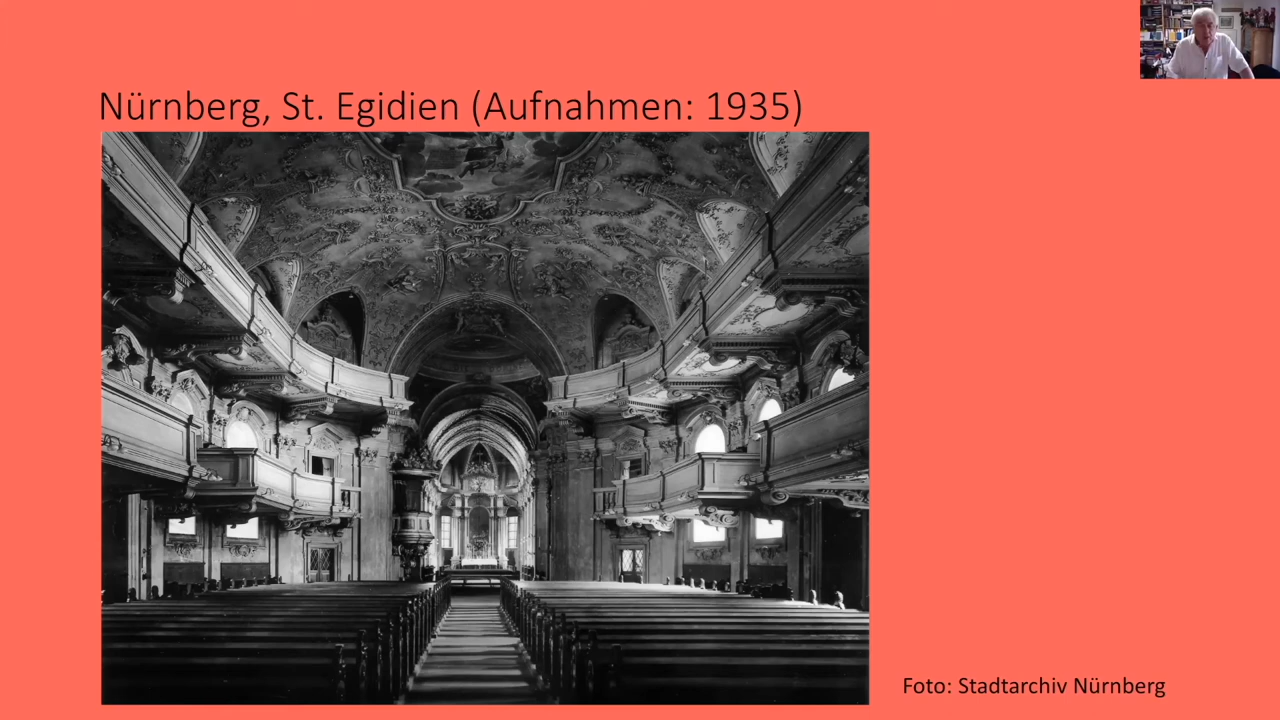 Nürnberg, St. Egidien (Aufnahmen: 1935)
Foto: Stadtarchiv Nürnberg